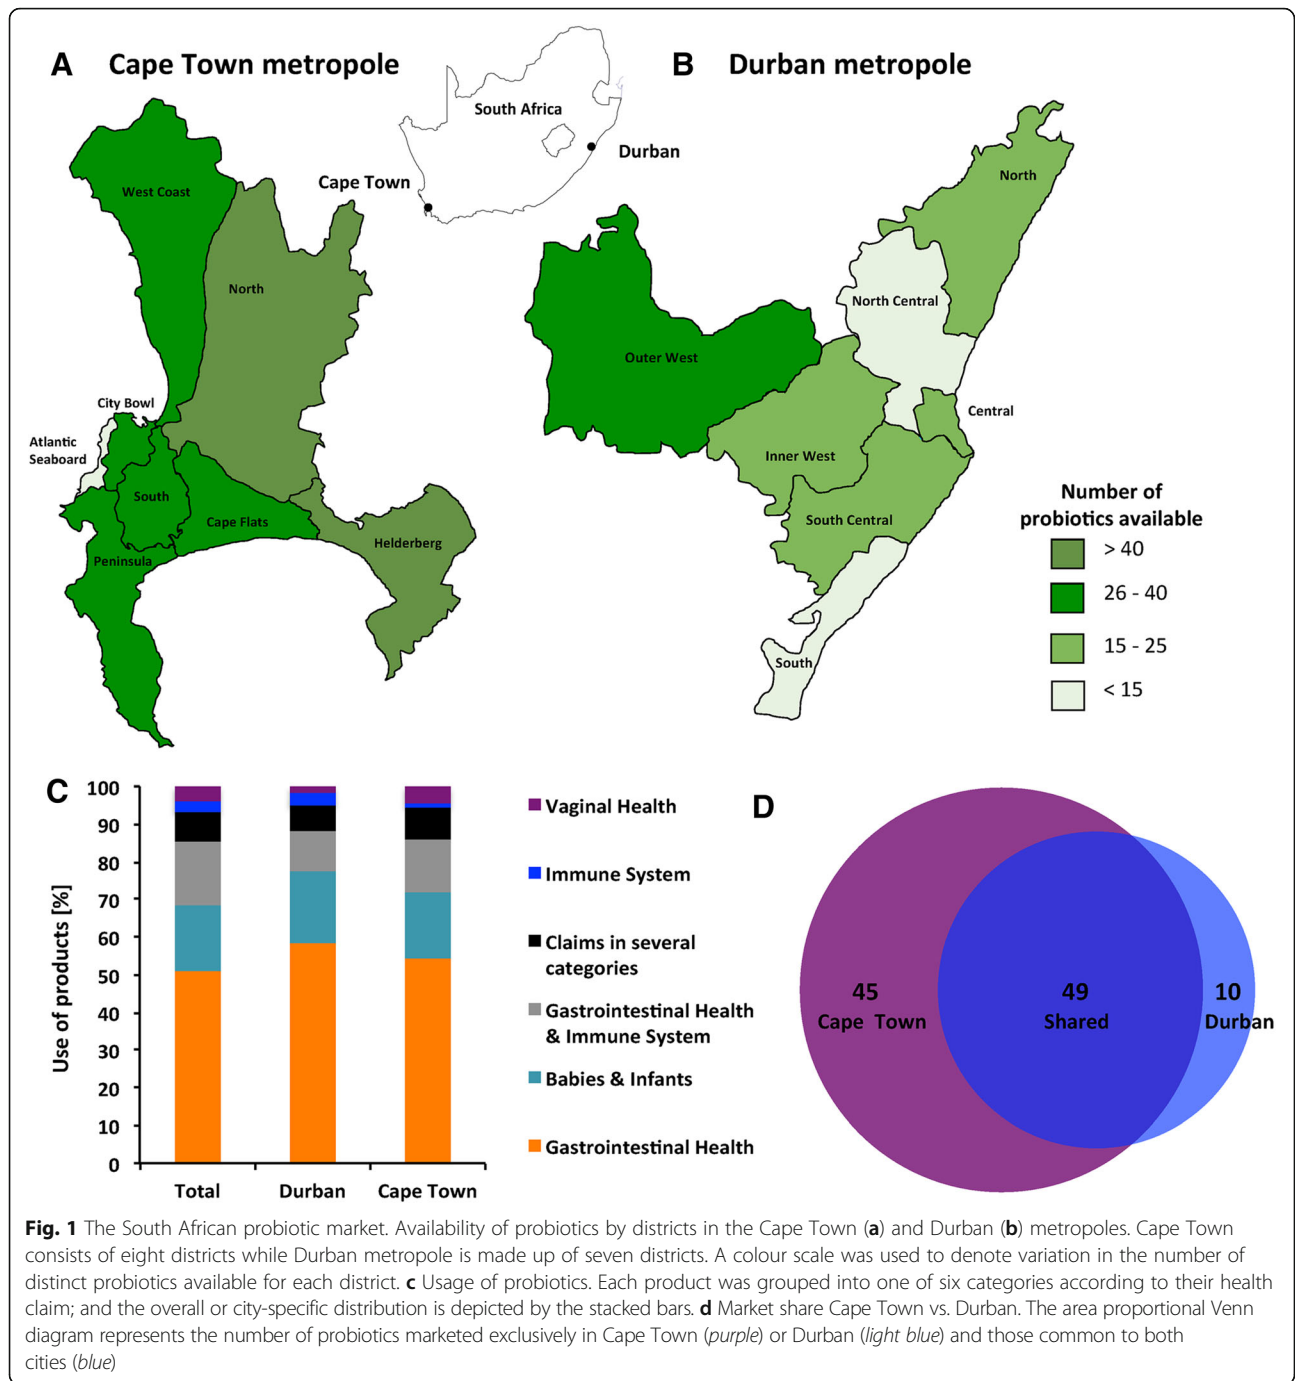 A Cape Town metropole
South Africa
Durban
Cape Town
West Coast
North
City Bowl
Atlantic
Seaboard
South
Cape Flats
Peninsula
Helderberg
B Durban metropole
North
North Central
Outer West
Central
Inner West
South Central
South
Number of
probiotics available
> 40
26 - 40
15 - 25
< 15
C
Use of products [%]
100
90
80
70
60
50
40
30
20
10
0
Total Durban Cape Town
Vaginal Health
Immune System
Claims in several
categories
Gastrointestinal Health
& Immune System
Babies & Infants
Gastrointestinal Health
D
45
Cape Town
49
Shared
10
Durban
Fig. 1 The South African probiotic market. Availability of probiotics by districts in the Cape Town (a) and Durban (b) metropoles. Cape Town
consists of eight districts while Durban metropole is made up of seven districts. A colour scale was used to denote variation in the number of
distinct probiotics available for each district. c Usage of probiotics. Each product was grouped into one of six categories according to their health
claim; and the overall or city-specific distribution is depicted by the stacked bars. d Market share Cape Town vs. Durban. The area proportional Venn
diagram represents the number of probiotics marketed exclusively in Cape Town (purple) or Durban (light blue) and those common to both
cities (blue)